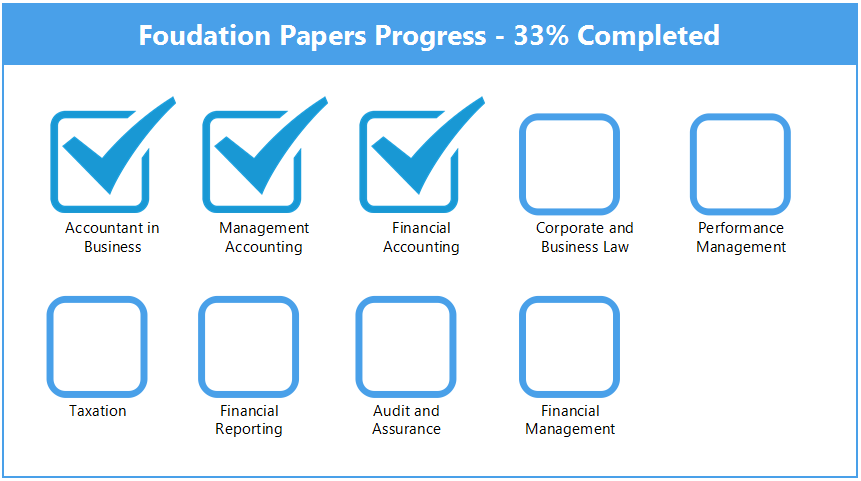 Foudation Papers Progress - 33% Completed
Accountant in
Business
Management
Accounting
Financial
Accounting
Corporate and
Business Law
Performance
Management
Taxation
Financial
Reporting
Audit and
Assurance
Financial
Management